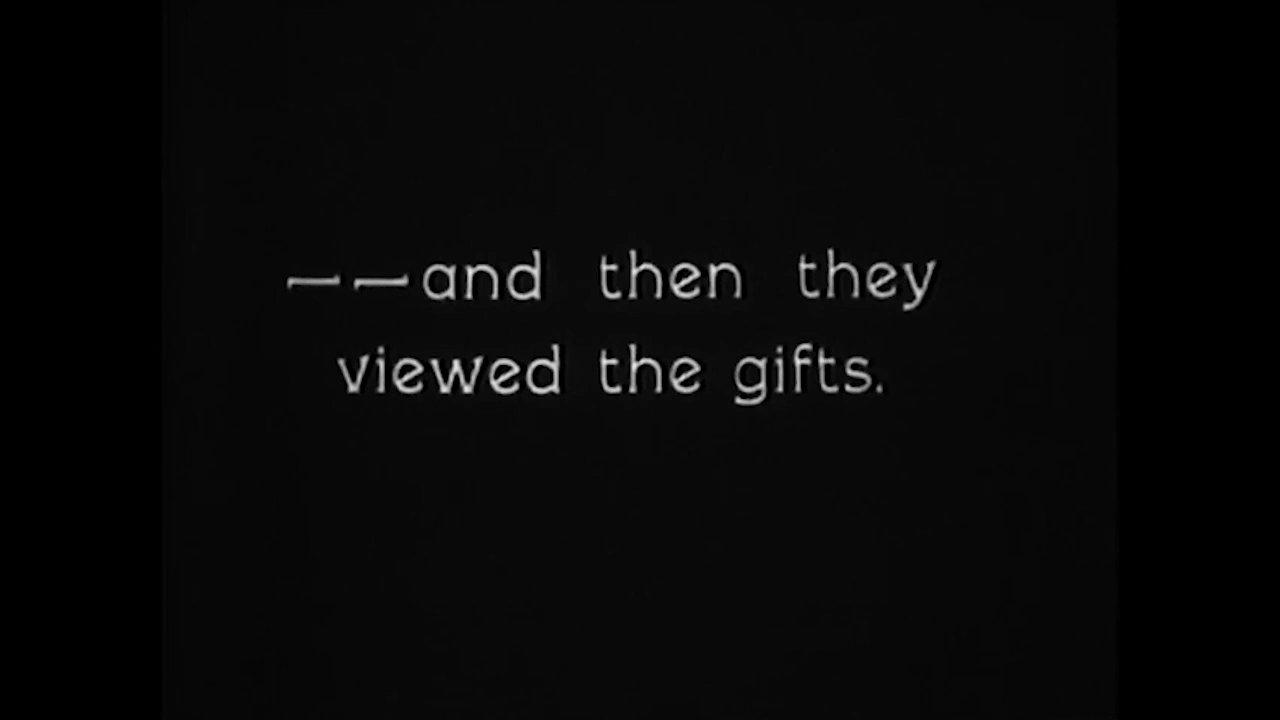 ——and then they
viewed the gifts.